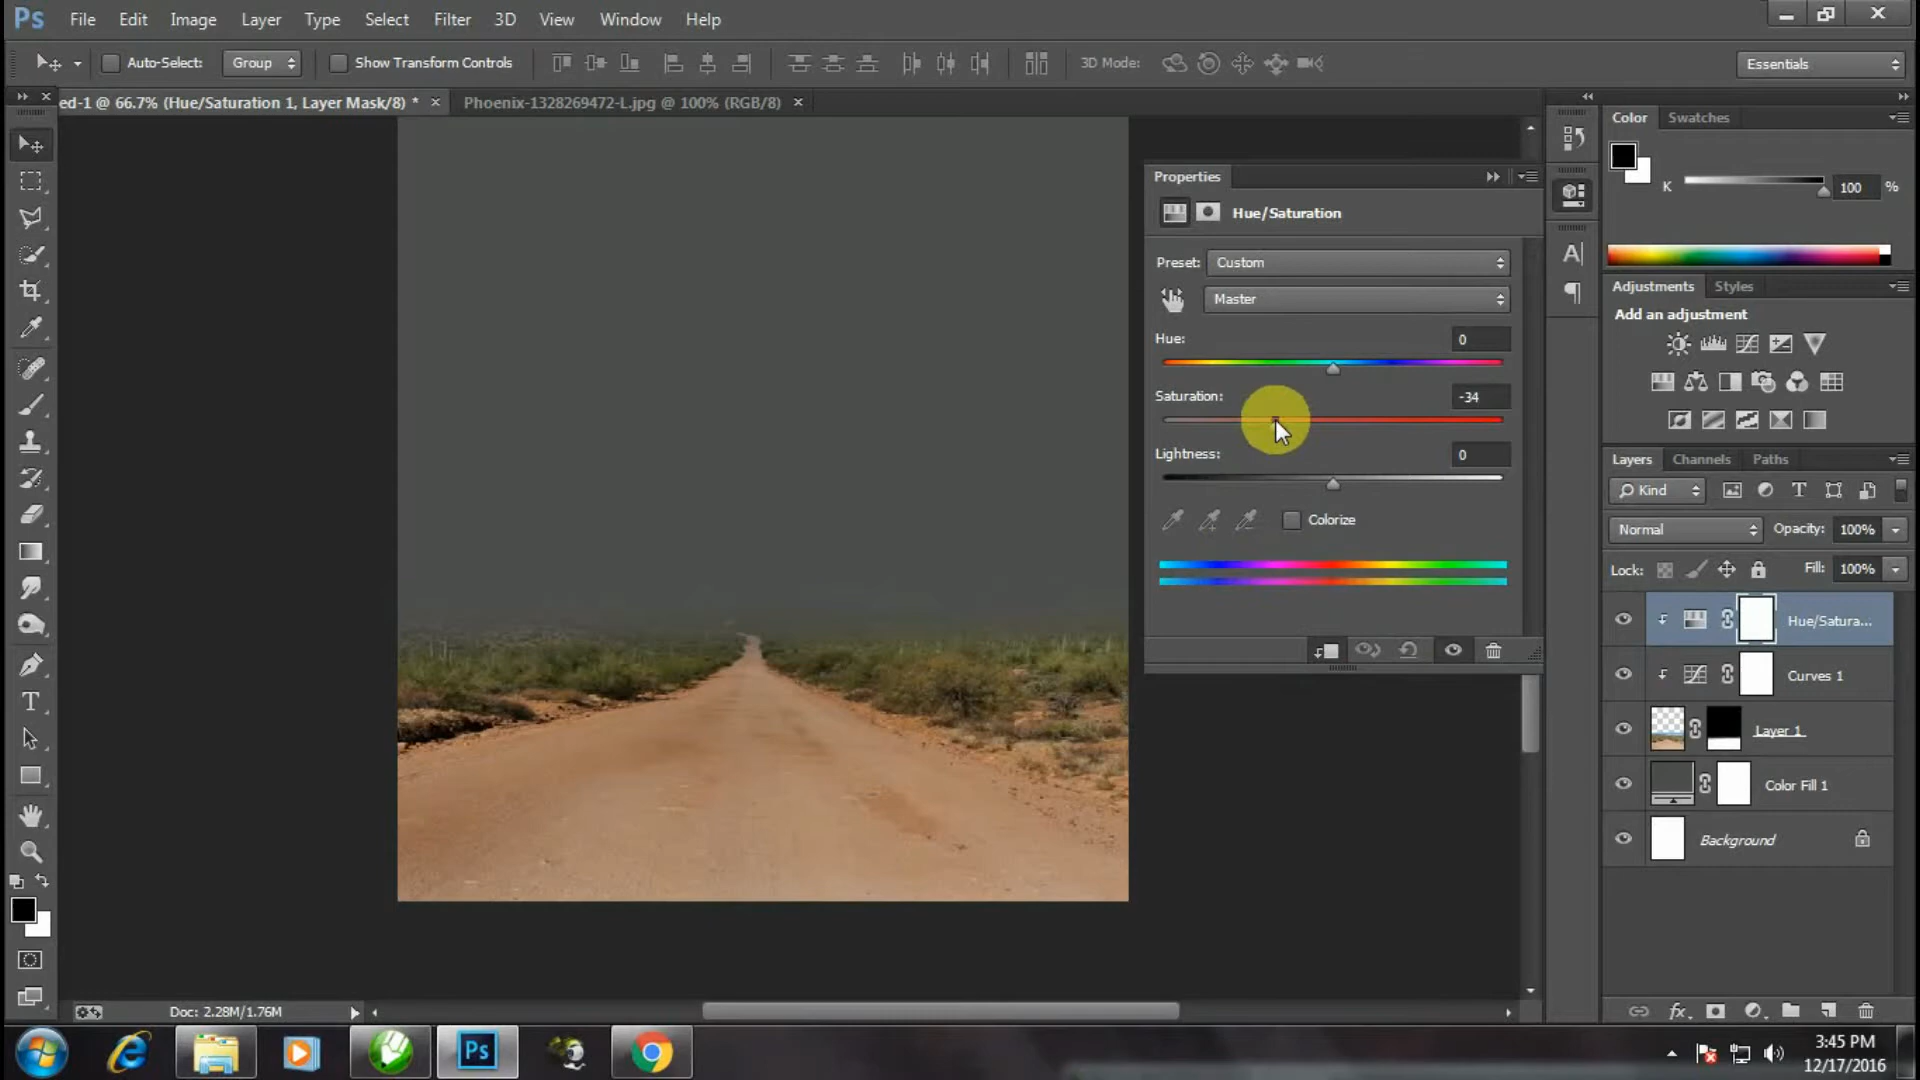 Ps File Edit Image Layer Type Select Filter 3D View Window Help
Auto-Select: Group Show Transform Controls 3D Mode: Essentials
ed-1 @ 66.7% (Hue/Saturation 1, Layer Mask/8) * × Phoenix-1328269472-L.jpg @ 100% (RGB/8) ×
Properties
Hue/Saturation
Preset: Custom
Master
Hue: 0
Saturation: -34
Lightness: 0
Colorize
Color Swatches
K 100 %
Adjustments Styles
Add an adjustment
Layers Channels Paths
Kind
Normal Opacity: 100%
Lock: Fill: 100%
Hue/Satura...
Curves 1
Layer 1
Color Fill 1
Background
Doc: 2.28M/1.76M
Ps
3:45 PM
12/17/2016